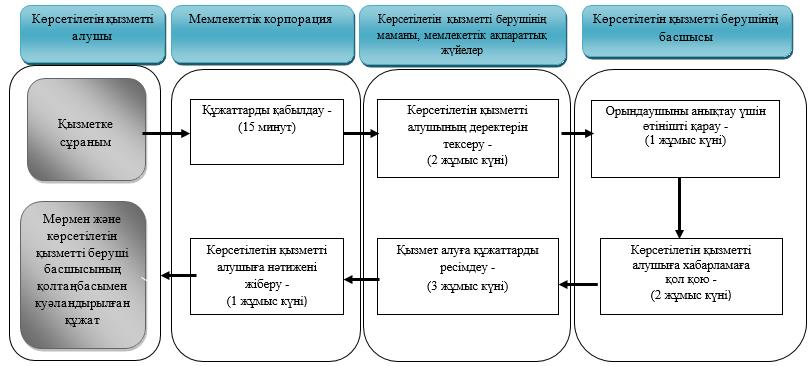 Көрсетілетін қызметті
алушы
Мемлекеттік корпорация
Көрсетілетін қызметті берушінің
маманы, мемлекеттік ақпараттық
жүйелер
Көрсетілетін қызметті берушінің
басшысы
Қызметке
сұраным
Құжаттарды қабылдау -
(15 минут)
Көрсетілетін қызметті
алушының деректерін
тексеру -
(2 жұмыс күні)
Орындаушыны анықтау үшін
өтінішті қарау -
(1 жұмыс күні)
Мөрмен және
көрсетілетін
қызметті беруші
басшысының
қолтаңбасымен
куәландырылған
құжат
Көрсетілетін қызметті
алушыға нәтижені
жіберу -
(1 жұмыс күні)
Қызмет алуға құжаттарды
ресімдеу -
(3 жұмыс күні)
Көрсетілетін қызметті
алушыға хабарламаға
қол қою -
(2 жұмыс күні)